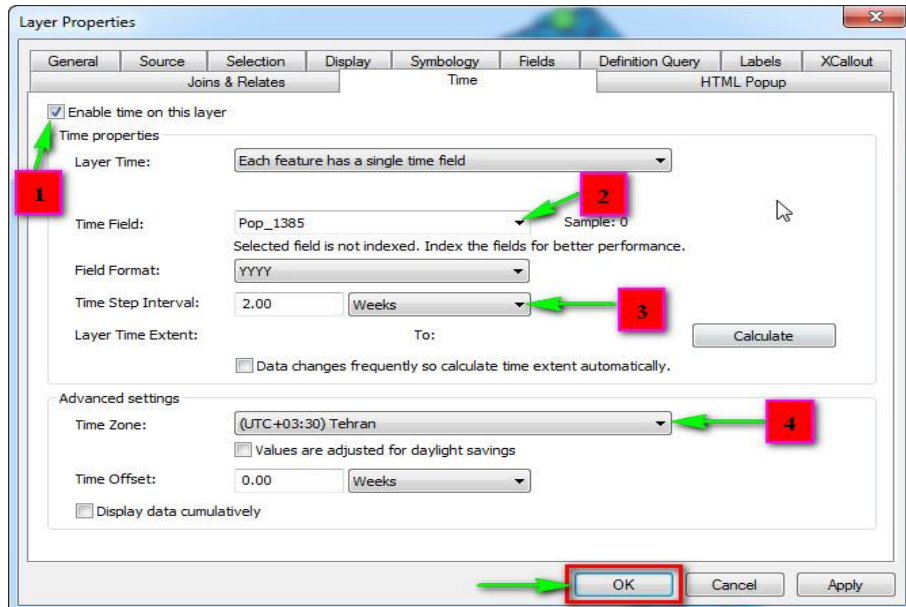 Layer Properties
General Source Selection Display Symbology Fields Definition Query Labels XCallout
Joins & Relates Time HTML Popup
Enable time on this layer
Time properties
Layer Time: Each feature has a single time field
1
2
Time Field: Pop_1385 Sample: 0
Selected field is not indexed. Index the fields for better performance.
Field Format: YYYY
Time Step Interval: 2.00 Weeks
3
Layer Time Extent: To: Calculate
Data changes frequently so calculate time extent automatically.
Advanced settings
Time Zone: (UTC+03:30) Tehran
4
Values are adjusted for daylight savings
Time Offset: 0.00 Weeks
Display data cumulatively
OK Cancel Apply